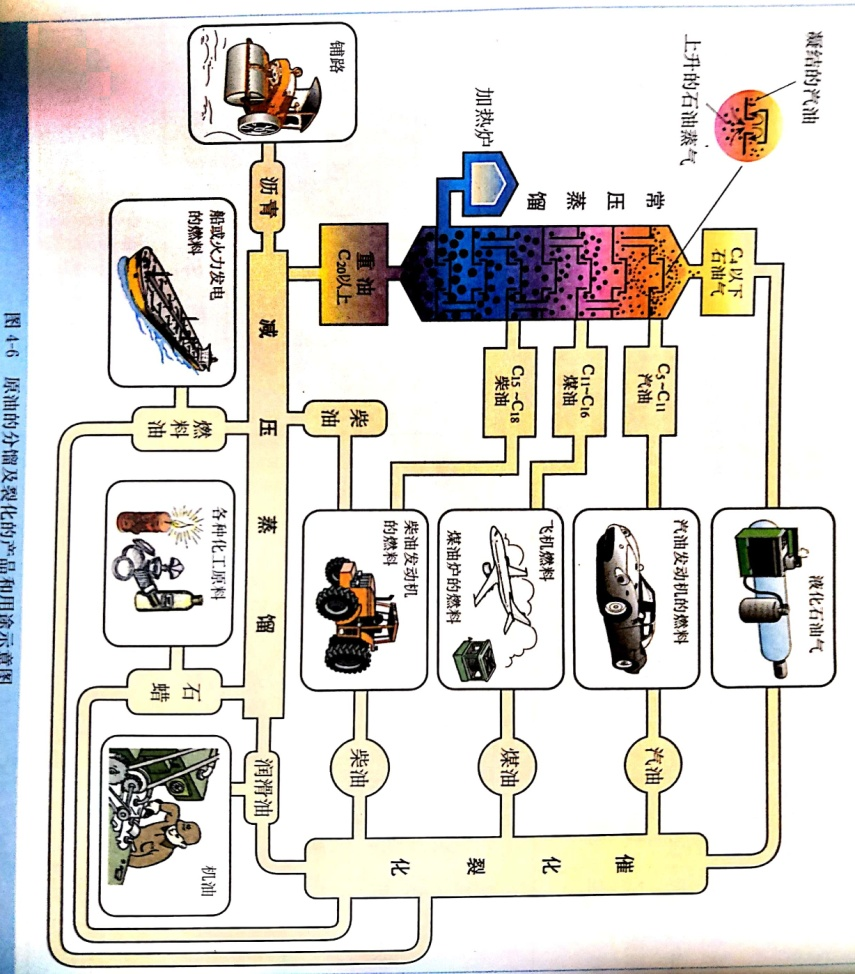 凝结的汽油
上升的石油蒸气
加热炉
常压蒸馏
C₄以下
石油气
C₅~C₁₁
汽油
C₁₁~C₁₆
煤油
C₁₅~C₁₈
柴油
重油
C₂₀以上
液化石油气
汽油发动机的燃料
飞机燃料
煤油炉的燃料
柴油发动机
的燃料
汽油
煤油
柴油
催化裂化
铺路
沥青
减压蒸馏
柴油
船或火力发电
的燃料
燃料油
各种化工原料
石蜡
润滑油
机油
图 4-6 原油的分馏及裂化的产品和用途示意图